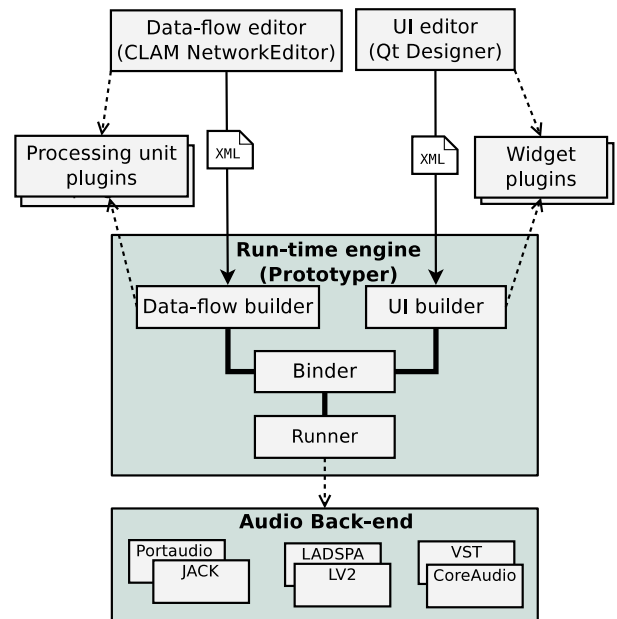 Data-flow editor
(CLAM NetworkEditor)
UI editor
(Qt Designer)
XML
XML
Processing unit
plugins
Widget
plugins
Run-time engine
(Prototyper)
Data-flow builder
UI builder
Binder
Runner
Audio Back-end
Portaudio
JACK
LADSPA
LV2
VST
CoreAudio